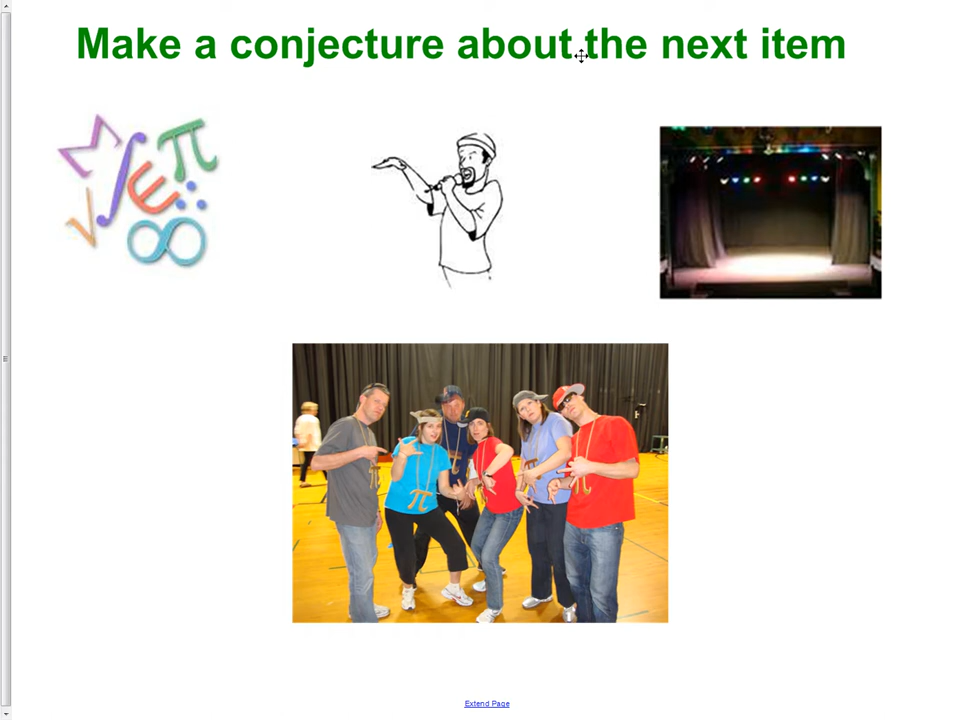 Make a conjecture about the next item
Σ ∫ E π
√ ∴ ∞
π π π π
Extend Page